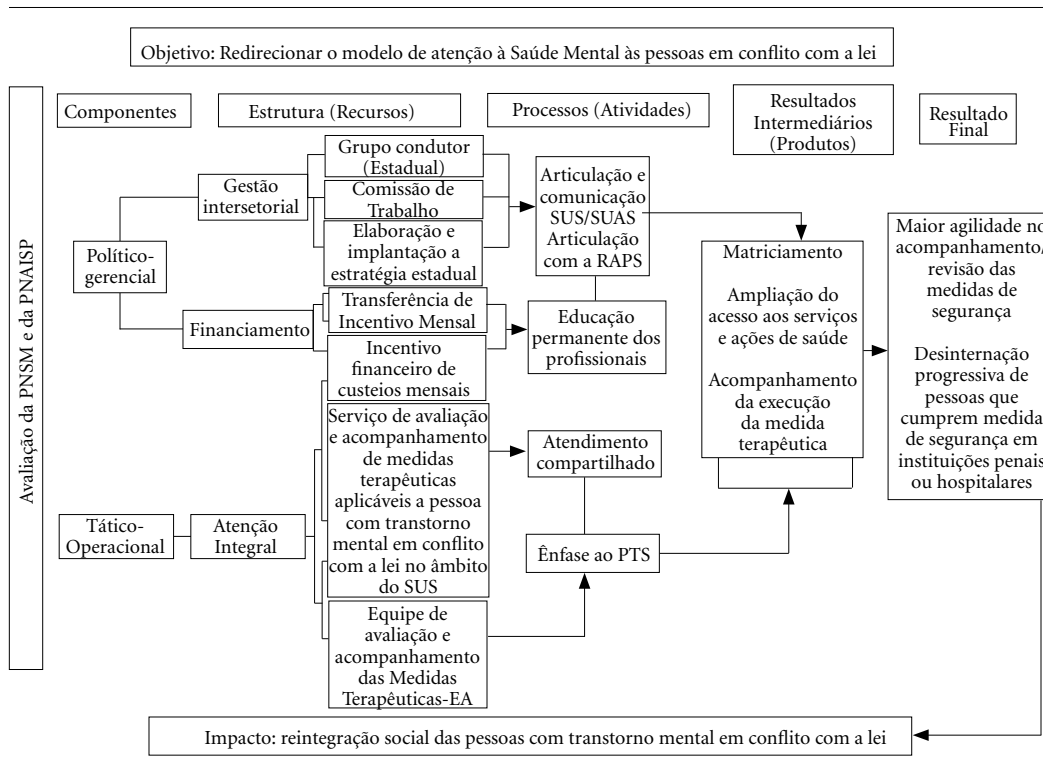 Objetivo: Redirecionar o modelo de atenção à Saúde Mental às pessoas em conflito com a lei
Avaliação da PNSM e da PNAISP
Componentes
Estrutura (Recursos)
Processos (Atividades)
Resultados
Intermediários
(Produtos)
Resultado
Final
Político-
gerencial
Gestão
intersetorial
Grupo condutor
(Estadual)
Comissão de
Trabalho
Elaboração e
implantação a
estratégia estadual
Financiamento
Transferência de
Incentivo Mensal
Incentivo
financeiro de
custeios mensais
Articulação e
comunicação
SUS/SUAS
Articulação
com a RAPS
Educação
permanente dos
profissionais
Tático-
Operacional
Atenção
Integral
Serviço de avaliação
e acompanhamento
de medidas
terapêuticas
aplicáveis a pessoa
com transtorno
mental em conflito
com a lei no âmbito
do SUS
Equipe de
avaliação e
acompanhamento
das Medidas
Terapêuticas-EA
Atendimento
compartilhado
Ênfase ao PTS
Matriciamento
Ampliação do
acesso aos serviços
e ações de saúde
Acompanhamento
da execução
da medida
terapêutica
Maior agilidade no
acompanhamento/
revisão das
medidas de
segurança
Desinternação
progressiva de
pessoas que
cumprem medida
de segurança em
instituições penais
ou hospitalares
Impacto: reintegração social das pessoas com transtorno mental em conflito com a lei